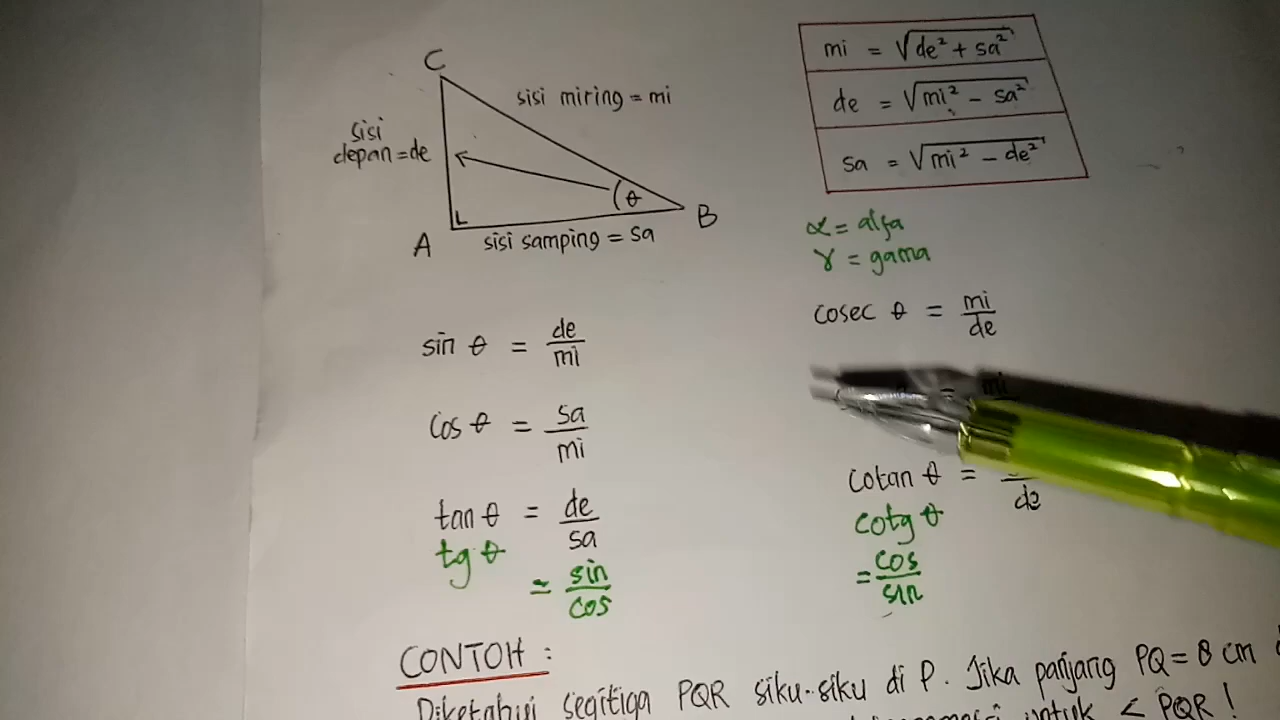 C
sisi miring = mi
sisi
depan = de
θ
B
A
sisi samping = sa
mi = √de² + sa²
de = √mi² - sa²
sa = √mi² - de²
α = alfa
γ = gama
sin θ = de/mi
cos θ = sa/mi
tan θ = de/sa
tg θ
= sin/cos
cosec θ = mi/de
= mi
cotan θ =
de
cotg θ
= cos/sin
CONTOH :
Diketahui segitiga PQR siku-siku di P. Jika panjang PQ = 8 cm
untuk < PQR !